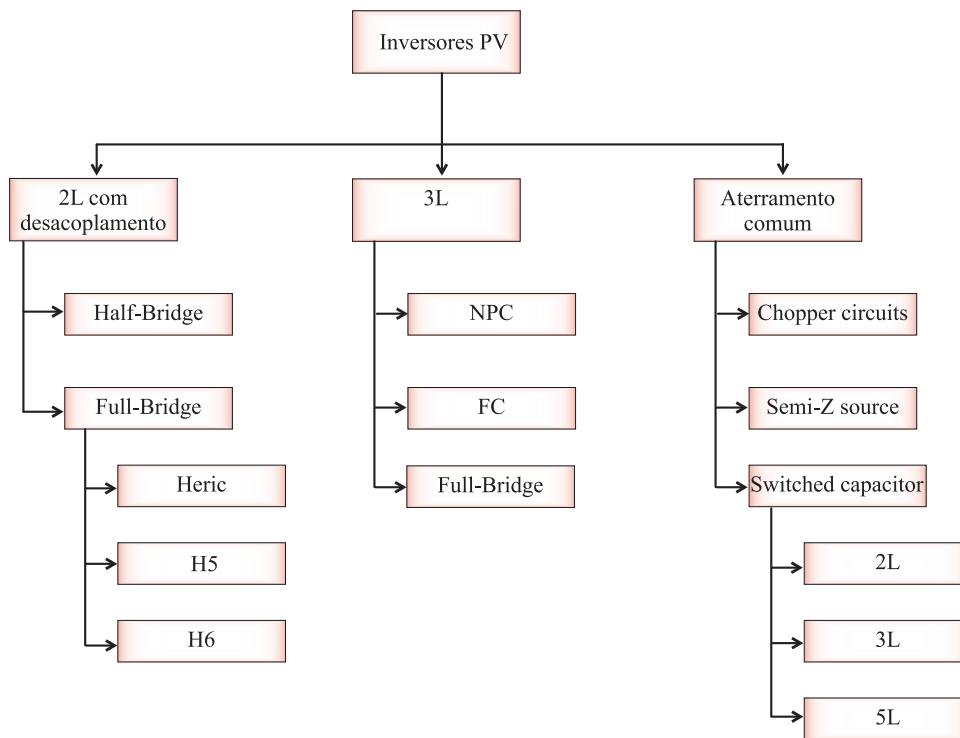 Inversores PV
2L com
desacoplamento
3L
Aterramento
comum
Half-Bridge
Full-Bridge
Heric
H5
H6
NPC
FC
Full-Bridge
Chopper circuits
Semi-Z source
Switched capacitor
2L
3L
5L